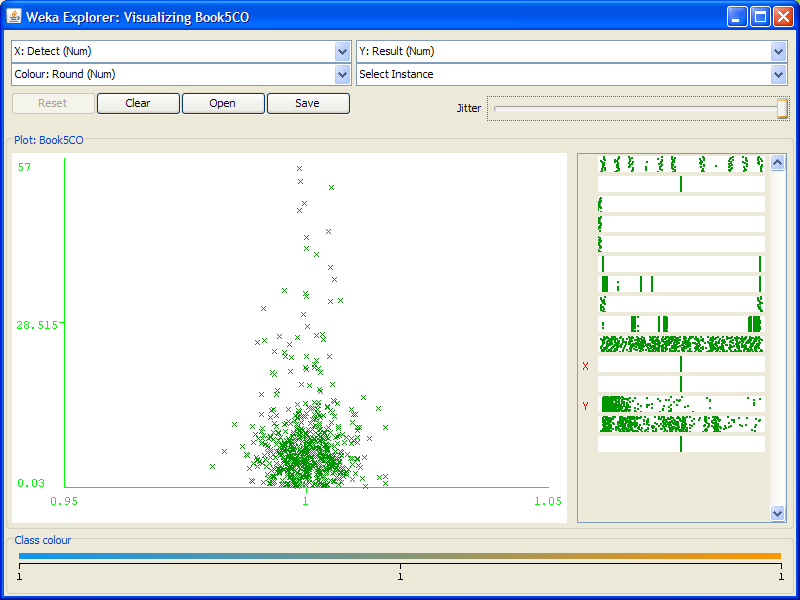 Weka Explorer: Visualizing Book5CO
X: Detect (Num)
Y: Result (Num)
Colour: Round (Num)
Select Instance
Reset
Clear
Open
Save
Jitter
Plot: Book5CO
57
28.515
0.03
0.95
1
1.05
X
Y
Class colour
1
1
1